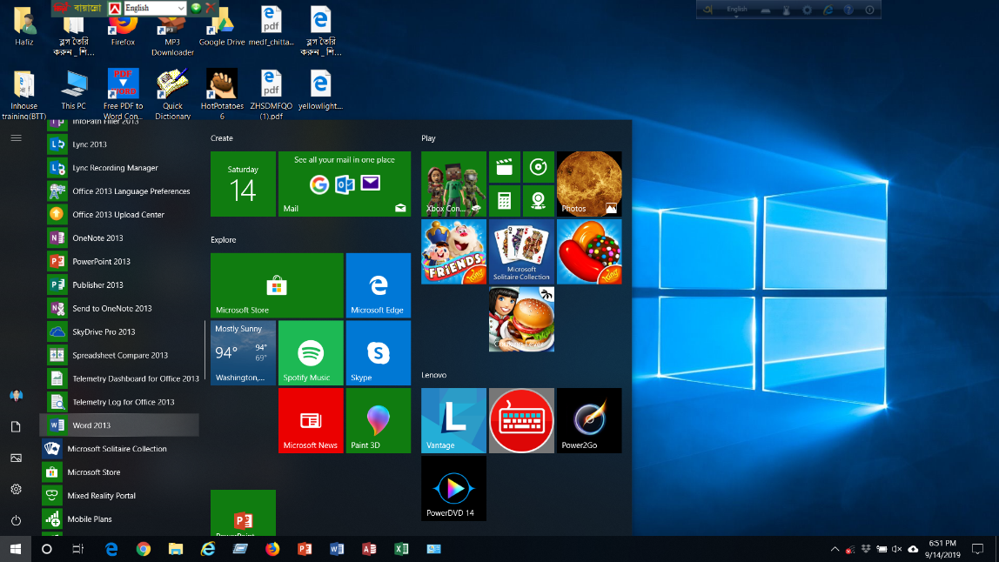 বায়ান্নো
English
English
Hafiz
ব্লগ তৈরি
করুন _ শি...
Firefox
MP3
Downloader
Google Drive
medf_chitta...
ব্লগ তৈরি
করুন _ শি...
Inhouse
training(BTT)
This PC
Free PDF to
Word Con...
Quick
Dictionary
HotPotatoes
6
ZHSDMFQO
(1).pdf
yellowlight...
InfoPath Filler 2013
Lync 2013
Lync Recording Manager
Office 2013 Language Preferences
Office 2013 Upload Center
OneNote 2013
PowerPoint 2013
Publisher 2013
Send to OneNote 2013
SkyDrive Pro 2013
Spreadsheet Compare 2013
Telemetry Dashboard for Office 2013
Telemetry Log for Office 2013
Word 2013
Microsoft Solitaire Collection
Microsoft Store
Mixed Reality Portal
Mobile Plans
Create
Saturday
14
See all your mail in one place
Mail
Explore
Microsoft Store
Microsoft Edge
Mostly Sunny
94°
94°
69°
Washington,...
Spotify Music
Skype
Microsoft News
Paint 3D
PowerPoint
Play
Xbox Con...
Photos
FRIENDS
King
Microsoft
Solitaire Collection
King
Lenovo
Vantage
Power2Go
PowerDVD 14
6:51 PM
9/14/2019